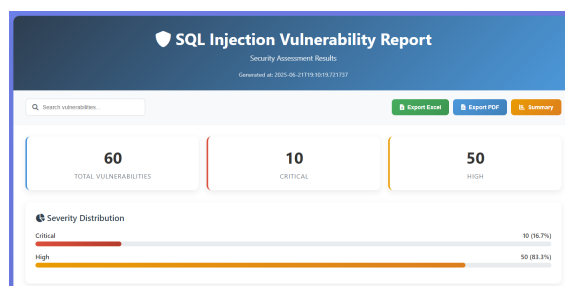 SQL Injection Vulnerability Report
Security Assessment Results
Generated at: 2025-06-21T19:10:19.721737
Search vulnerabilities...
Export Excel
Export PDF
Summary
60
TOTAL VULNERABILITIES
10
CRITICAL
50
HIGH
Severity Distribution
Critical
10 (16.7%)
High
50 (83.3%)